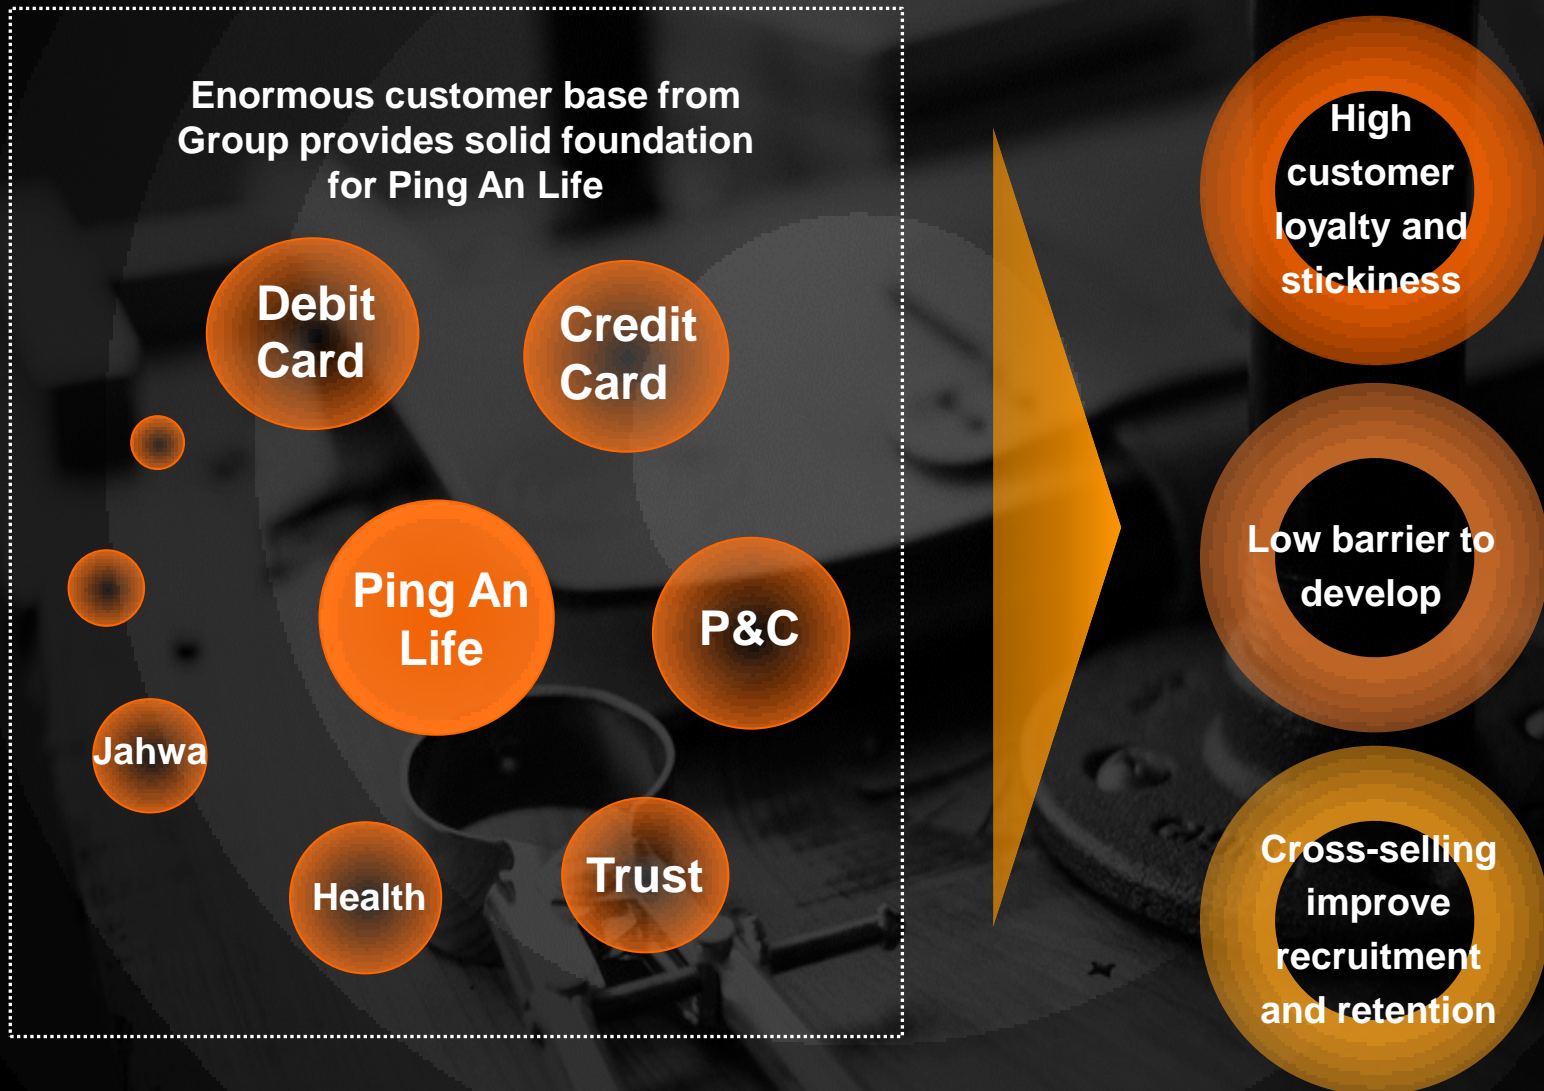 Enormous customer base from
Group provides solid foundation
for Ping An Life
Debit
Card
Credit
Card
Ping An
Life
P&C
Jahwa
Health
Trust
High
customer
loyalty and
stickiness
Low barrier to
develop
Cross-selling
improve
recruitment
and retention